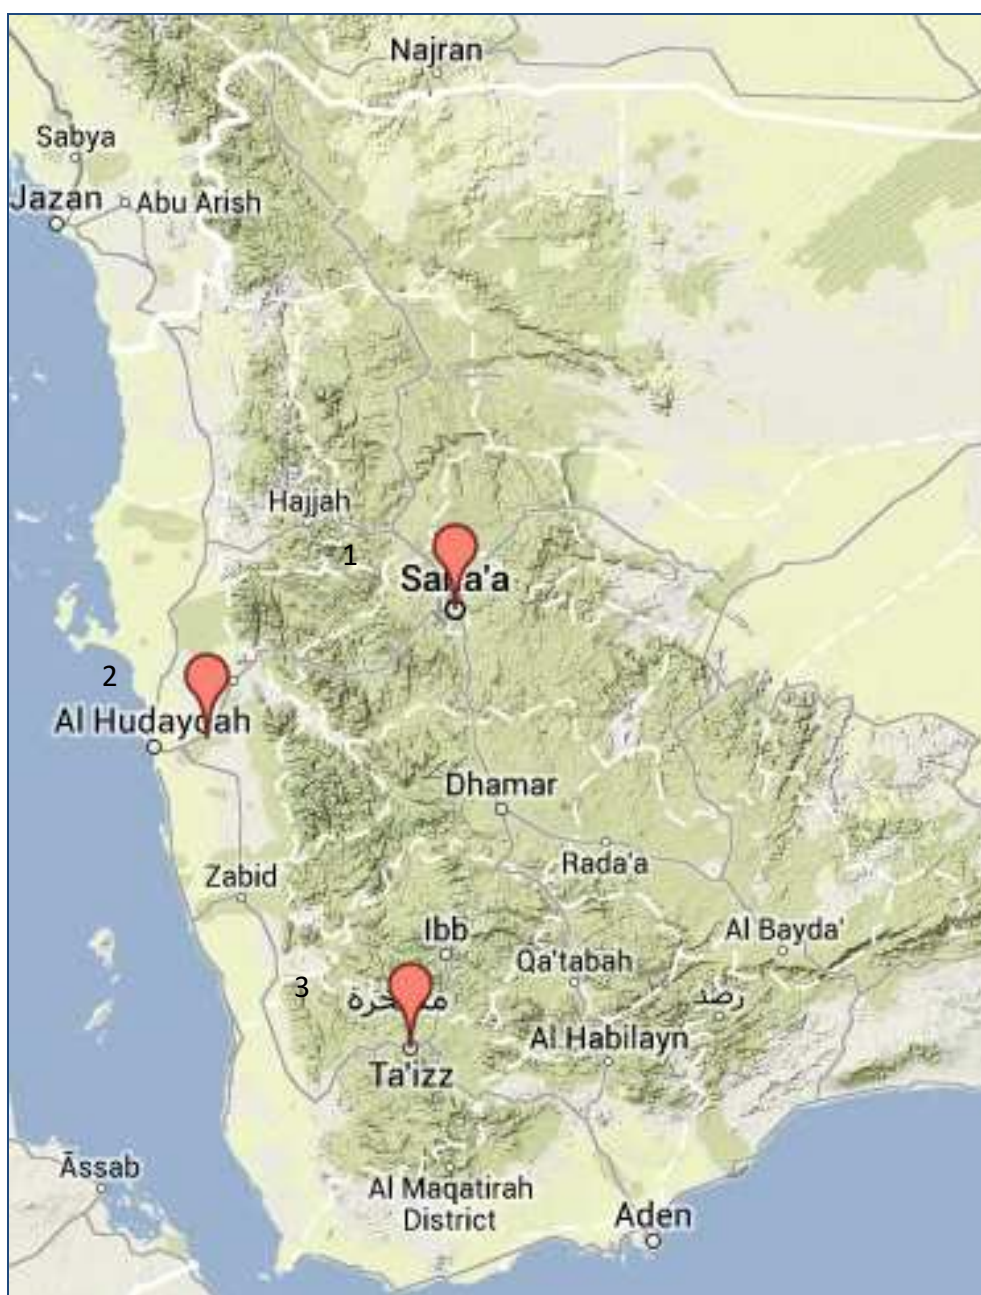 Najran
Sabya
Jazan
Abu Arish
Hajjah
1
Sana'a
2
Al Hudaydah
Dhamar
Rada'a
Zabid
Ibb
Al Bayda'
Qa'tabah
3
رصد
Al Habilayn
Ta'izz
Āssab
Al Maqatirah
District
Aden